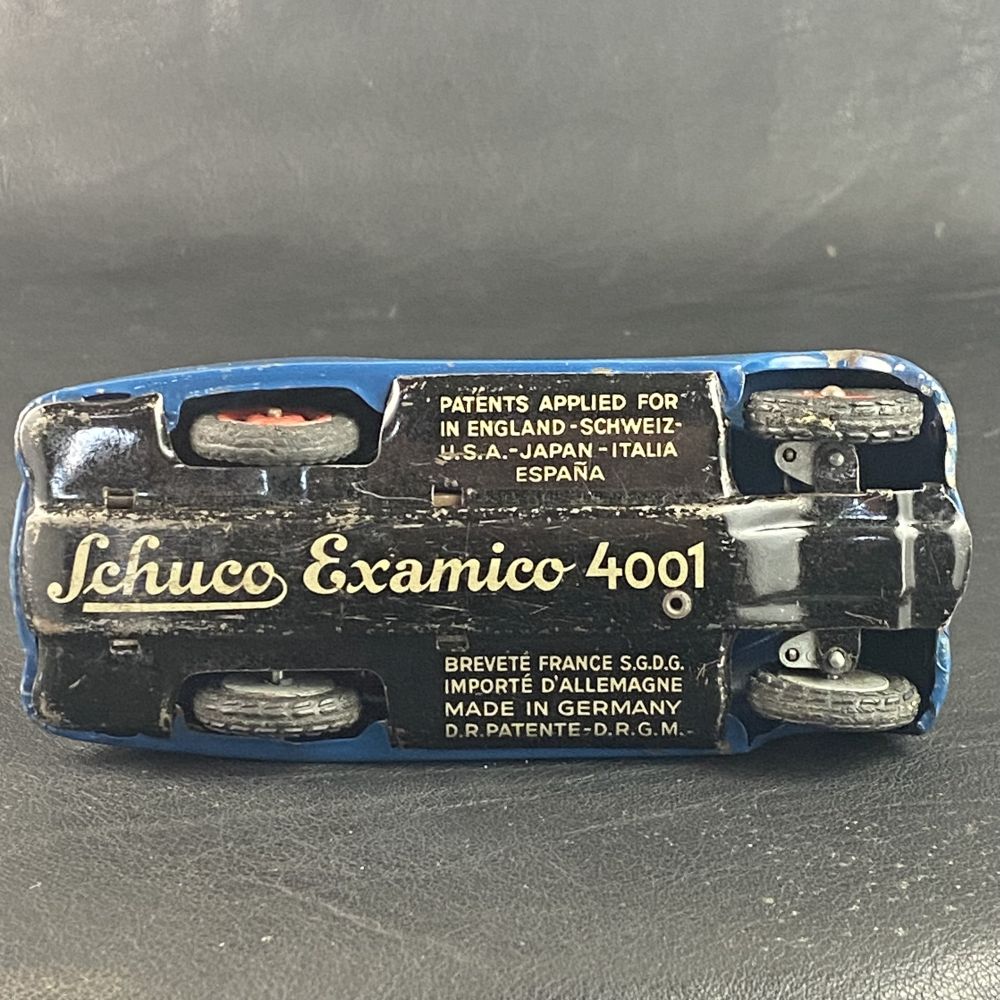 PATENTS APPLIED FOR
IN ENGLAND-SCHWEIZ-
U.S.A.-JAPAN-ITALIA
ESPAÑA
Schuco Examico 4001
BREVETÉ FRANCE S.G.D.G.
IMPORTÉ D'ALLEMAGNE
MADE IN GERMANY
D.R.PATENTE-D.R.G.M.-